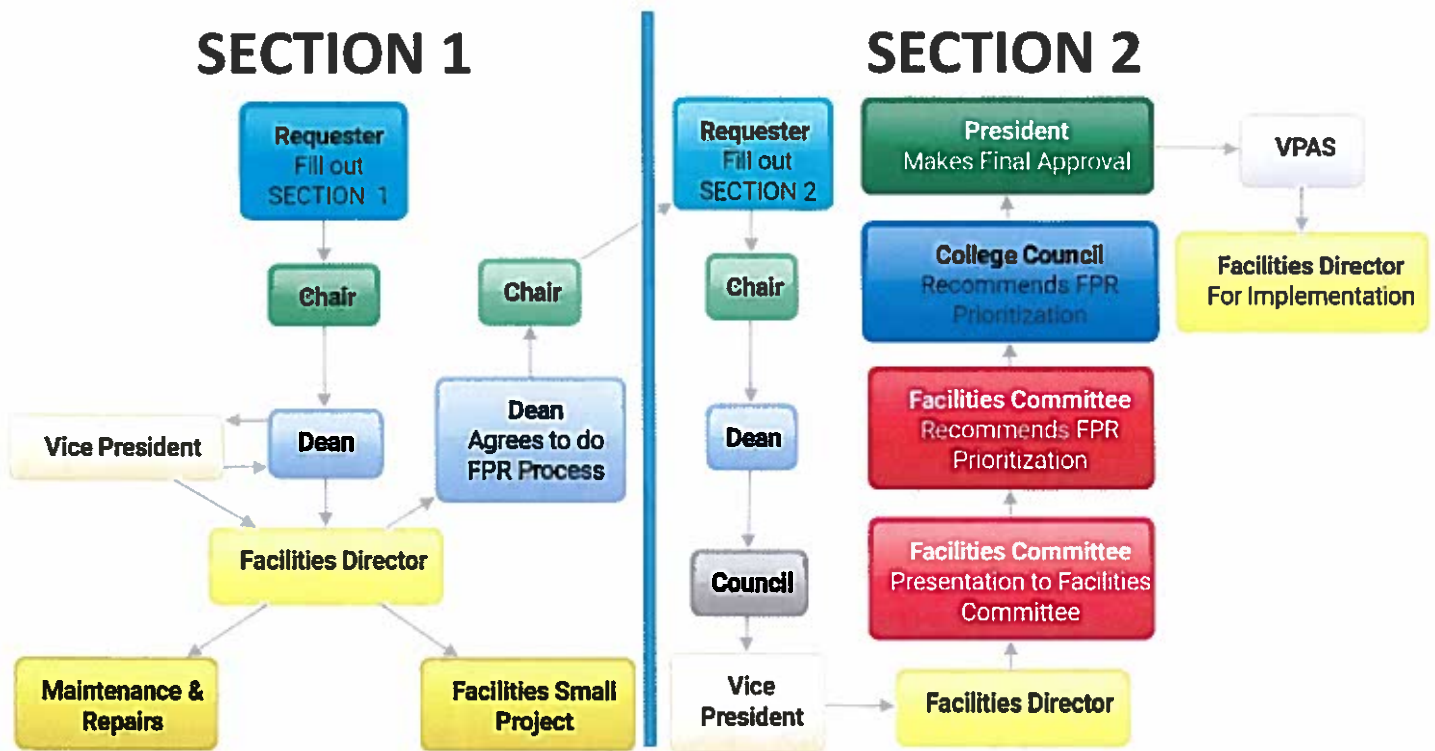 SECTION 1
Requester
Fill out
SECTION 1
Chair
Vice President
Dean
Facilities Director
Maintenance &
Repairs
Facilities Small
Project
Dean
Agrees to do
FPR Process
Chair
SECTION 2
Requester
Fill out
SECTION 2
Chair
Dean
Council
Vice
President
Facilities Director
Facilities Committee
Presentation to Facilities
Committee
Facilities Committee
Recommends FPR
Prioritization
College Council
Recommends FPR
Prioritization
President
Makes Final Approval
VPAS
Facilities Director
For Implementation